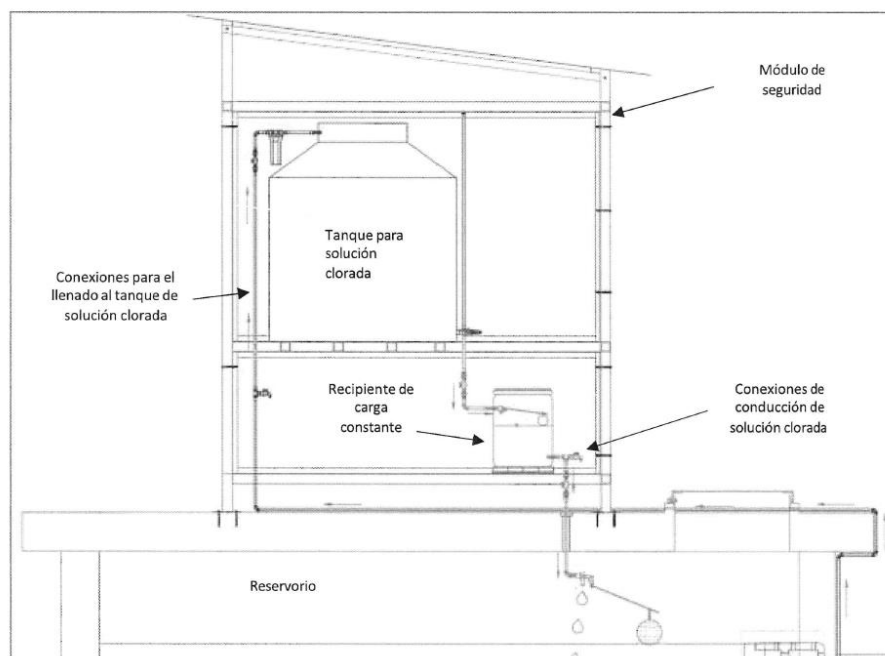 Módulo de
seguridad
Tanque para
solución
clorada
Conexiones para el
llenado al tanque de
solución clorada
Recipiente de
carga
constante
Conexiones de
conducción de
solución clorada
Reservorio